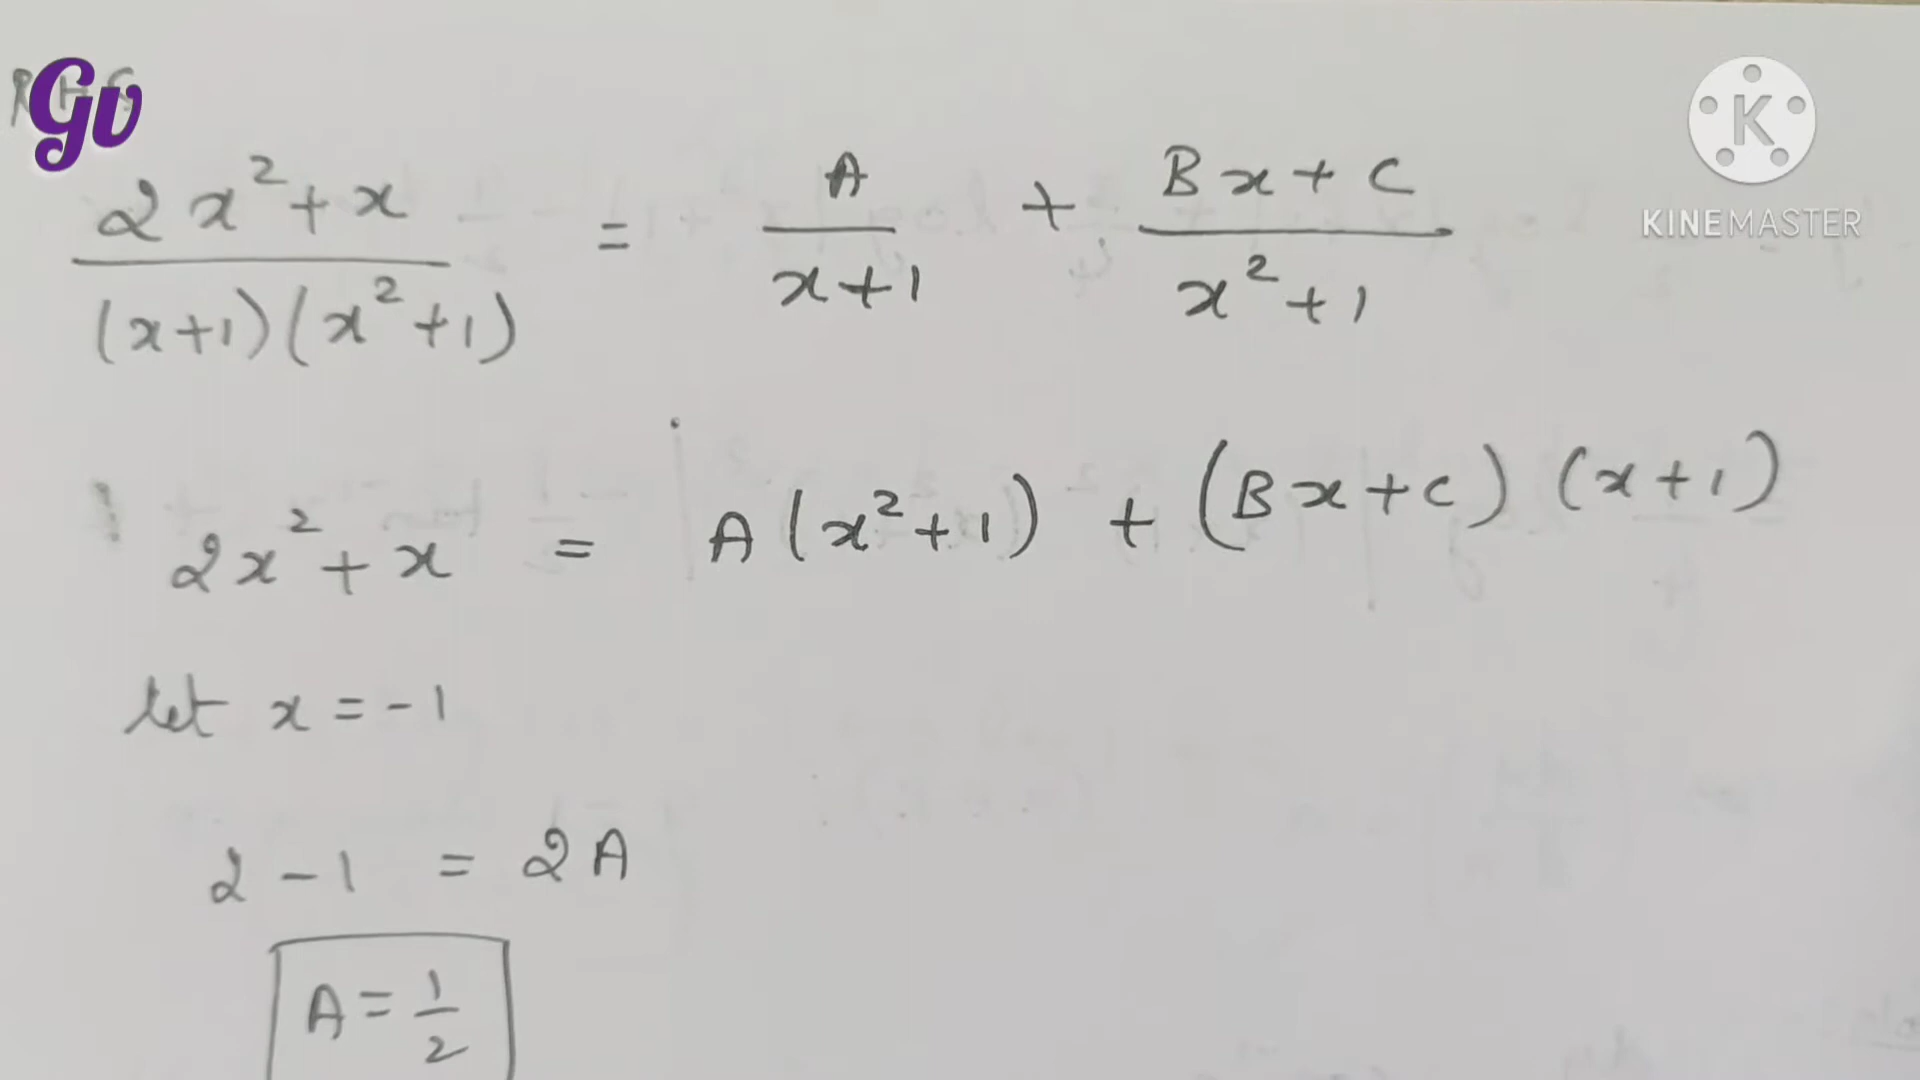 RHS
Gv
K
KINEMASTER
2x²+x / (x+1)(x²+1) = A / x+1 + Bx+C / x²+1
2x²+x = A(x²+1) + (Bx+C)(x+1)
let x=-1
2-1 = 2A
A=1/2